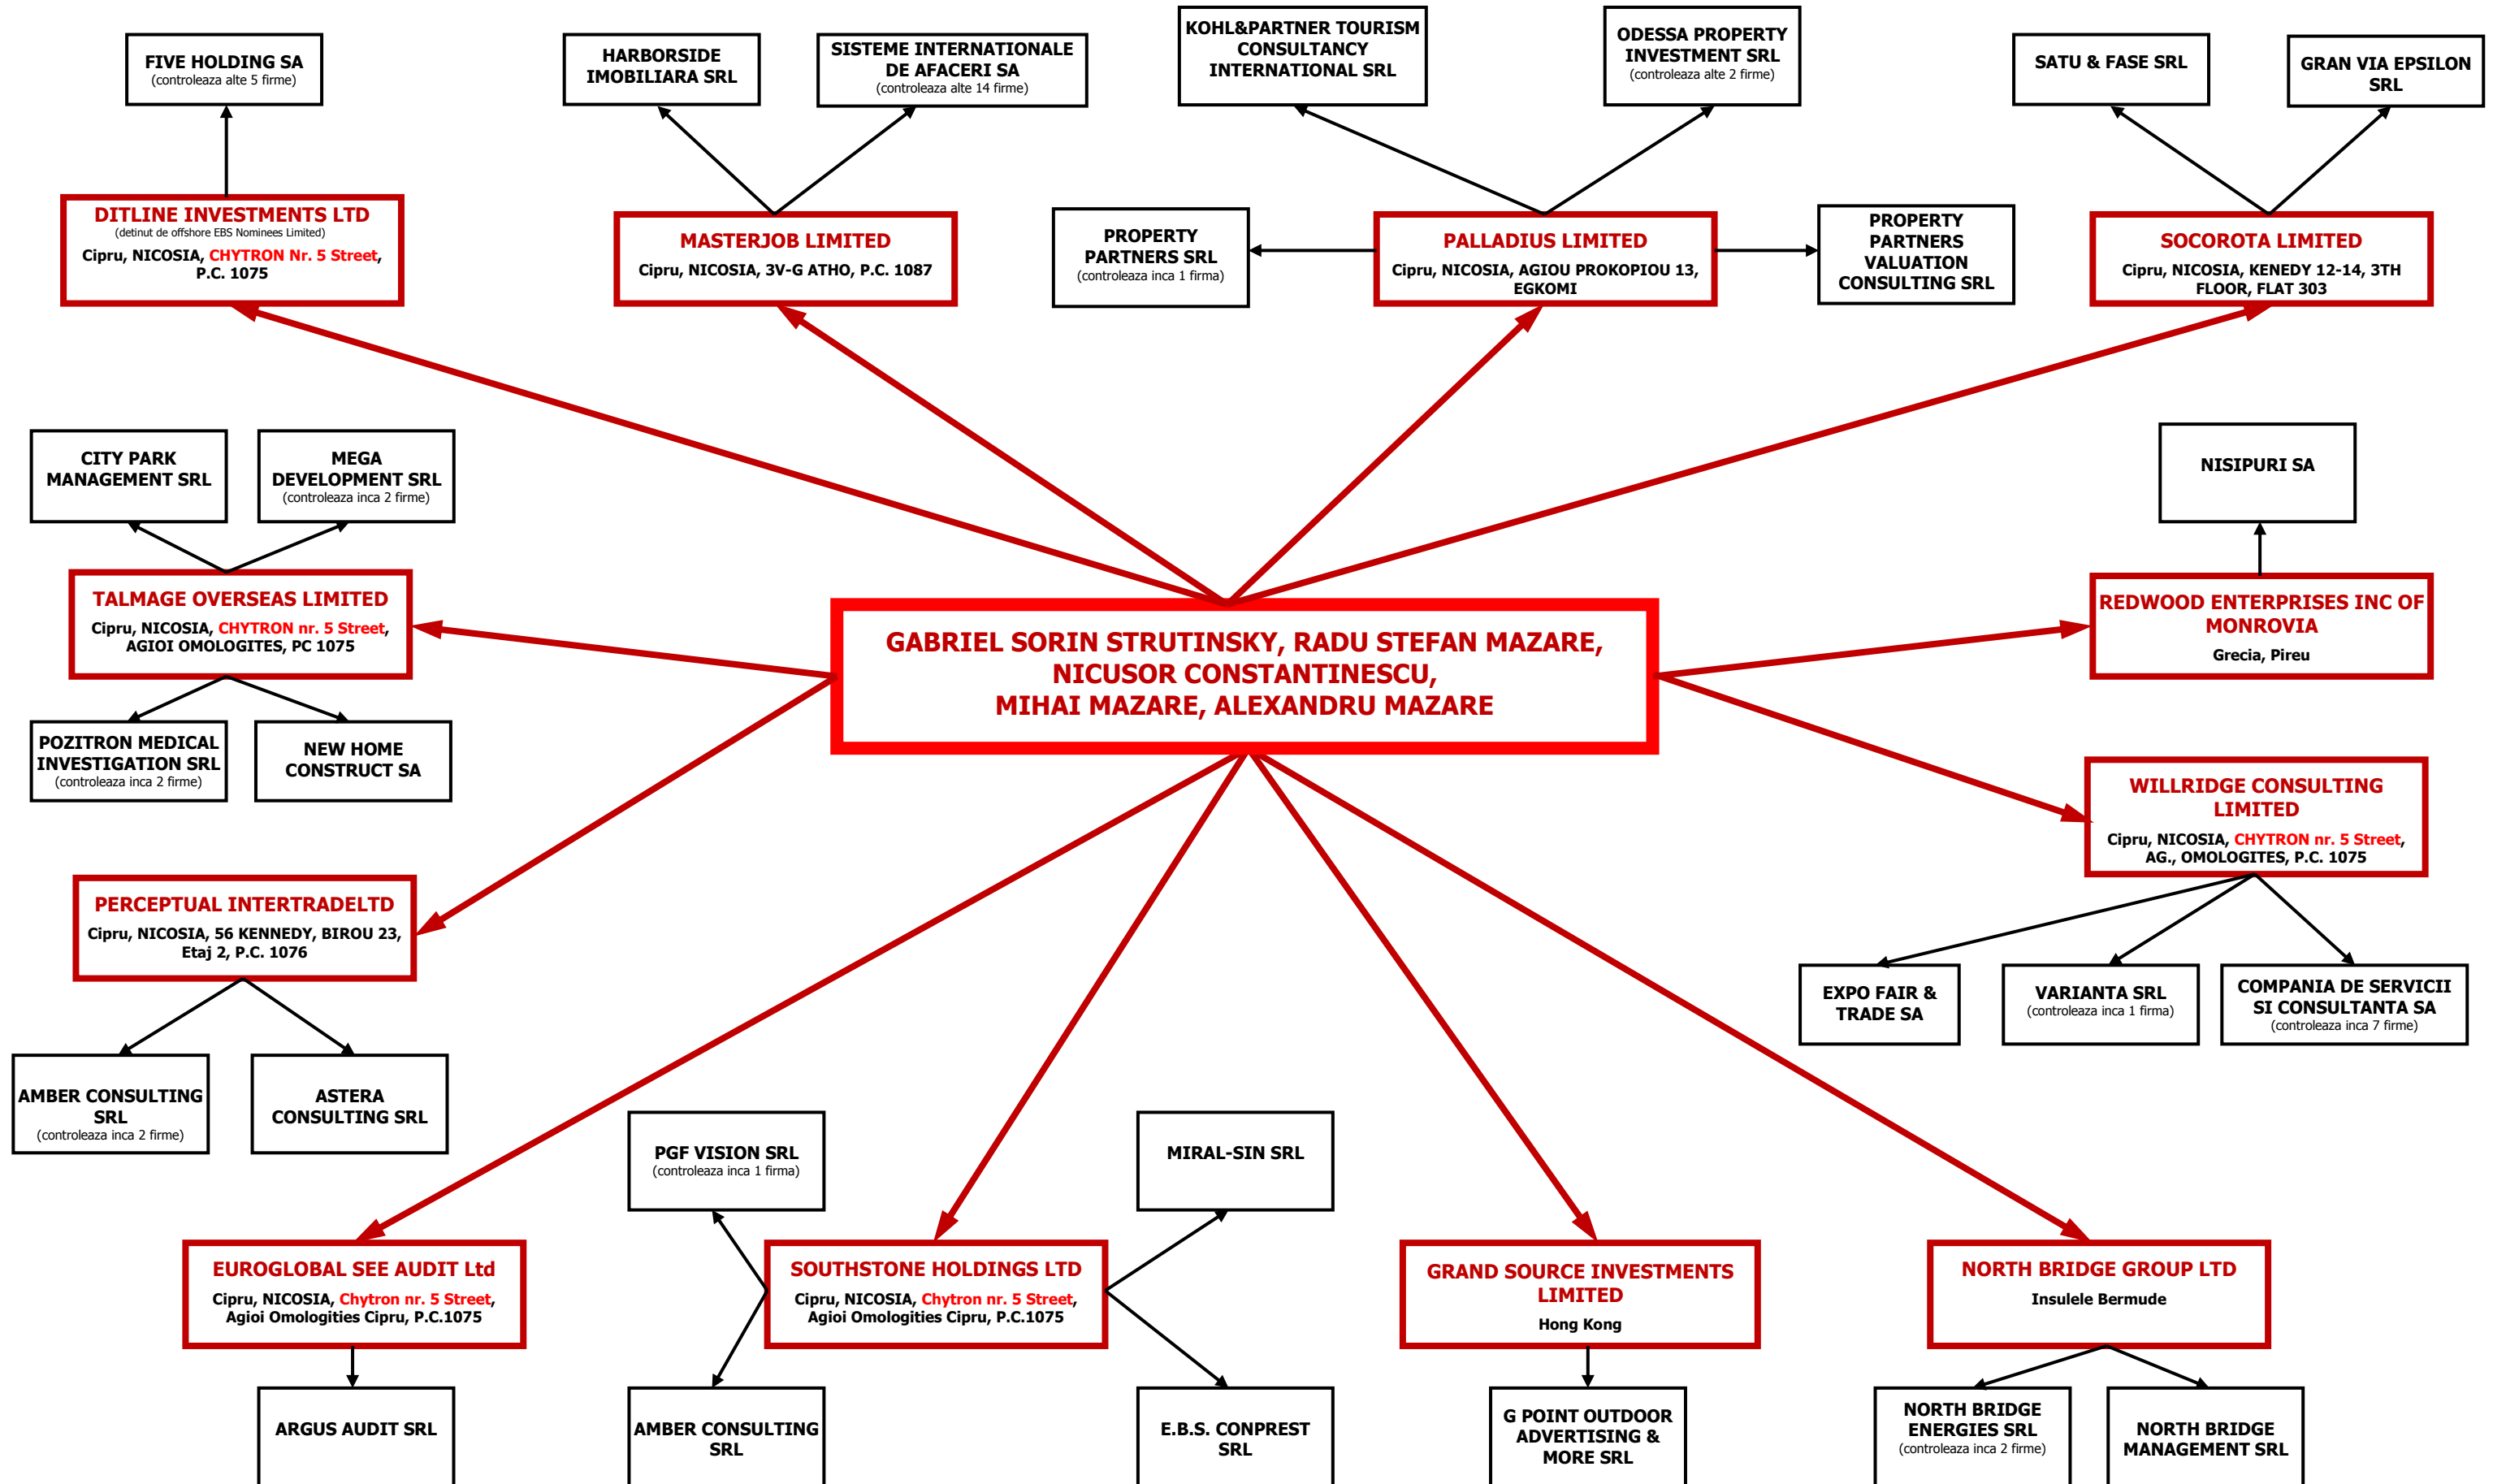 FIVE HOLDING SA
(controleaza alte 5 firme)
HARBORSIDE
IMOBILIARA SRL
SISTEME INTERNATIONALE
DE AFACERI SA
(controleaza alte 14 firme)
KOHL&PARTNER TOURISM
CONSULTANCY
INTERNATIONAL SRL
ODESSA PROPERTY
INVESTMENT SRL
(controleaza alte 2 firme)
SATU & FASE SRL
GRAN VIA EPSILON
SRL
DITLINE INVESTMENTS LTD
(detinut de offshore EBS Nominees Limited)
Cipru, NICOSIA, CHYTRON Nr. 5 Street,
P.C. 1075
MASTERJOB LIMITED
Cipru, NICOSIA, 3V-G ATHO, P.C. 1087
PROPERTY
PARTNERS SRL
(controleaza inca 1 firma)
PALLADIUS LIMITED
Cipru, NICOSIA, AGIOU PROKOPIOU 13,
EGKOMI
PROPERTY
PARTNERS
VALUATION
CONSULTING SRL
SOCOROTA LIMITED
Cipru, NICOSIA, KENEDY 12-14, 3TH
FLOOR, FLAT 303
CITY PARK
MANAGEMENT SRL
MEGA
DEVELOPMENT SRL
(controleaza inca 2 firme)
NISIPURI SA
TALMAGE OVERSEAS LIMITED
Cipru, NICOSIA, CHYTRON nr. 5 Street,
AGIOI OMOLOGITES, PC 1075
GABRIEL SORIN STRUTINSKY, RADU STEFAN MAZARE,
NICUSOR CONSTANTINESCU,
MIHAI MAZARE, ALEXANDRU MAZARE
REDWOOD ENTERPRISES INC OF
MONROVIA
Grecia, Pireu
POZITRON MEDICAL
INVESTIGATION SRL
(controleaza inca 2 firme)
NEW HOME
CONSTRUCT SA
WILLRIDGE CONSULTING
LIMITED
Cipru, NICOSIA, CHYTRON nr. 5 Street,
AG., OMOLOGITES, P.C. 1075
PERCEPTUAL INTERTRADELTD
Cipru, NICOSIA, 56 KENNEDY, BIROU 23,
Etaj 2, P.C. 1076
EXPO FAIR &
TRADE SA
VARIANTA SRL
(controleaza inca 1 firma)
COMPANIA DE SERVICII
SI CONSULTANTA SA
(controleaza inca 7 firme)
AMBER CONSULTING
SRL
(controleaza inca 2 firme)
ASTERA
CONSULTING SRL
PGF VISION SRL
(controleaza inca 1 firma)
MIRAL-SIN SRL
EUROGLOBAL SEE AUDIT Ltd
Cipru, NICOSIA, Chytron nr. 5 Street,
Agioi Omologities Cipru, P.C.1075
SOUTHSTONE HOLDINGS LTD
Cipru, NICOSIA, Chytron nr. 5 Street,
Agioi Omologities Cipru, P.C.1075
GRAND SOURCE INVESTMENTS
LIMITED
Hong Kong
NORTH BRIDGE GROUP LTD
Insulele Bermude
ARGUS AUDIT SRL
AMBER CONSULTING
SRL
E.B.S. CONPREST
SRL
G POINT OUTDOOR
ADVERTISING &
MORE SRL
NORTH BRIDGE
ENERGIES SRL
(controleaza inca 2 firme)
NORTH BRIDGE
MANAGEMENT SRL